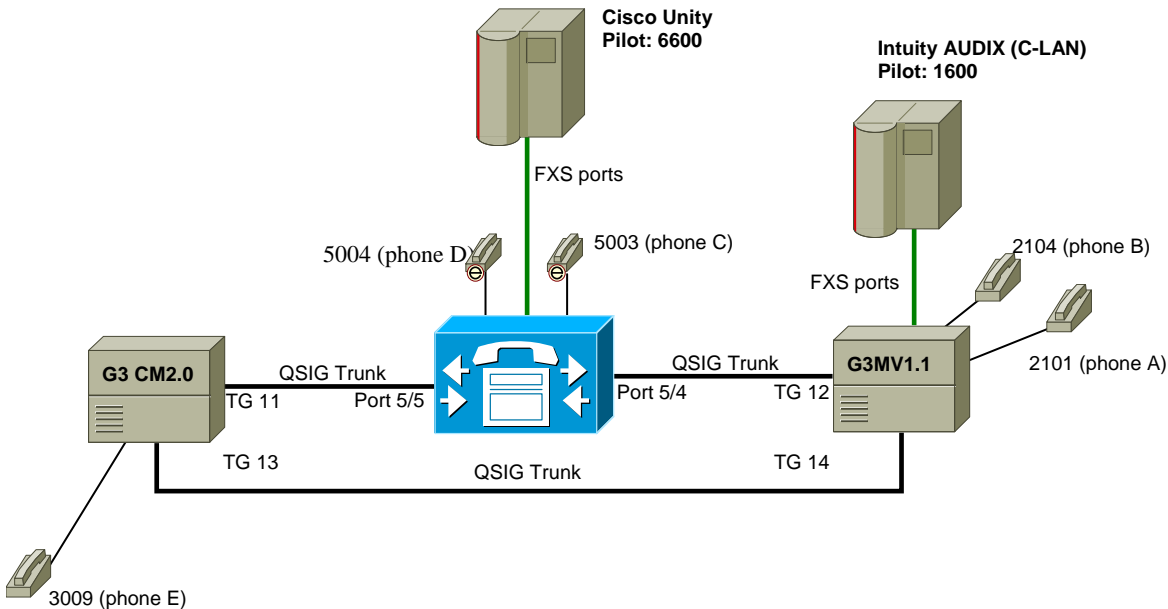 Cisco Unity
Pilot: 6600
Intuity AUDIX (C-LAN)
Pilot: 1600
FXS ports
5004 (phone D)
5003 (phone C)
2104 (phone B)
FXS ports
G3 CM2.0
QSIG Trunk
QSIG Trunk
G3MV1.1
2101 (phone A)
TG 11
Port 5/5
Port 5/4
TG 12
TG 13
QSIG Trunk
TG 14
3009 (phone E)